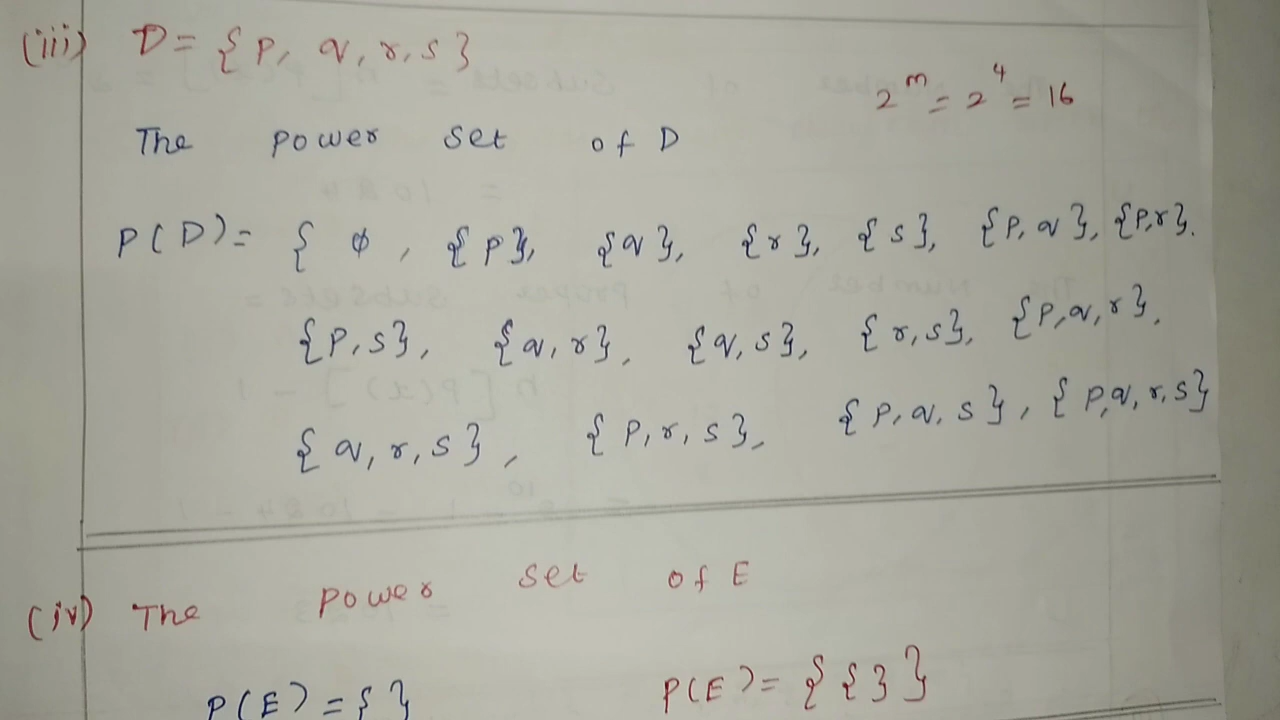 (iii) D = {p, q, r, s}
2^m = 2^4 = 16
The power set of D
P(D) = { φ, {p}, {q}, {r}, {s}, {p, q}, {p,r}.
{p, s}, {q, r}, {q, s}, {r, s}, {p, q, r},
{q, r, s}, {p, r, s}, {p, q, s}, {p,q, r, s}
(iv) The power set of E
P(E) = { } P(E) = { { } }